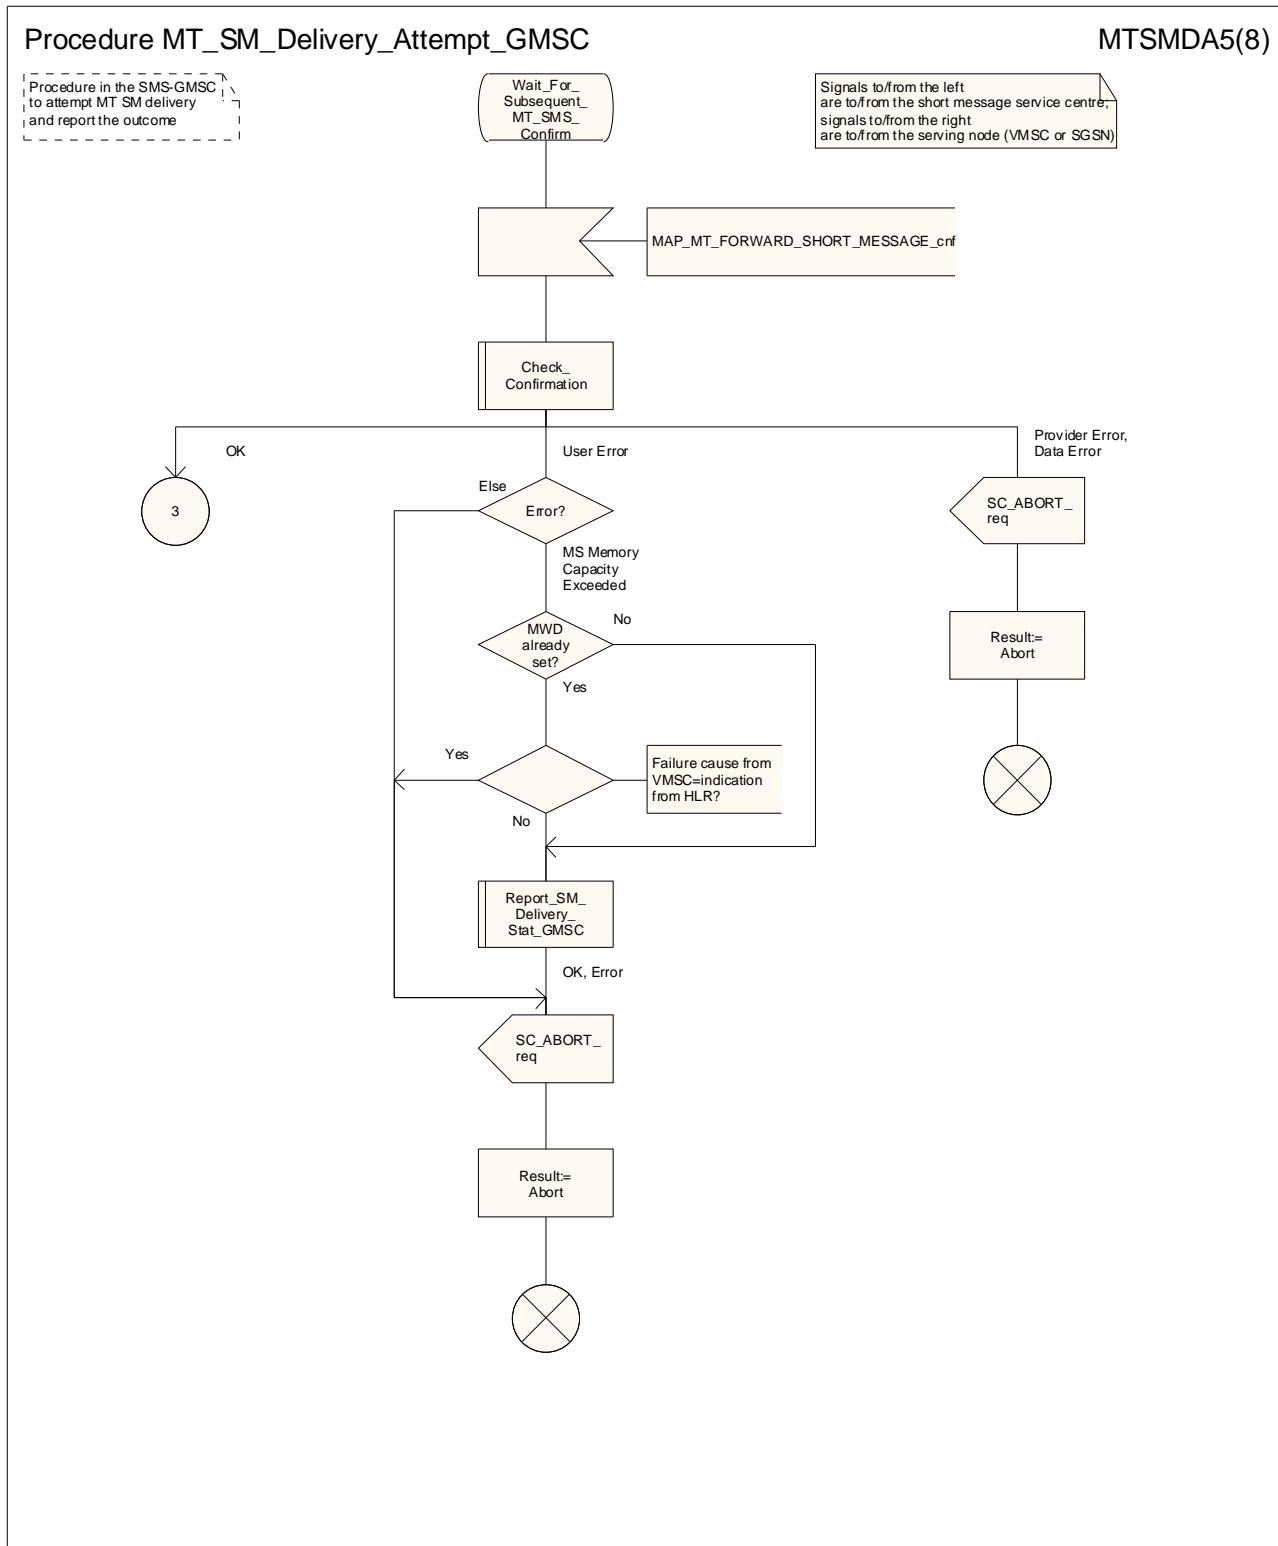 Procedure MT_SM_Delivery_Attempt_GMSC
MTSMDA5(8)
Procedure in the SMS-GMSC
to attempt MT SM delivery
and report the outcome
Wait_For_
Subsequent_
MT_SMS_
Confirm
Signals to/from the left
are to/from the short message service centre;
signals to/from the right
are to/from the serving node (VMSC or SGSN)
MAP_MT_FORWARD_SHORT_MESSAGE_cnf
Check_
Confirmation
OK
User Error
Provider Error,
Data Error
3
Else
Error?
SC_ABORT_
req
MS Memory
Capacity
Exceeded
MWD
already
set?
No
Result:=
Abort
Yes
Yes
Failure cause from
VMSC=indication
from HLR?
No
Report_SM_
Delivery_
Stat_GMSC
OK, Error
SC_ABORT_
req
Result:=
Abort